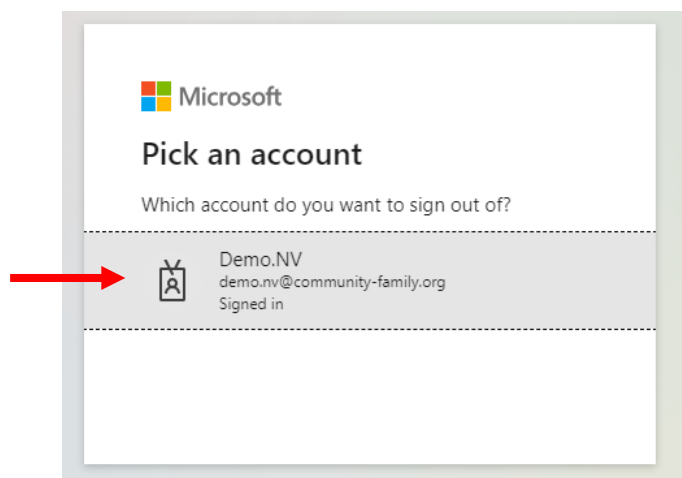 Microsoft
Pick an account
Which account do you want to sign out of?
Demo.NV
demo.nv@community-family.org
Signed in